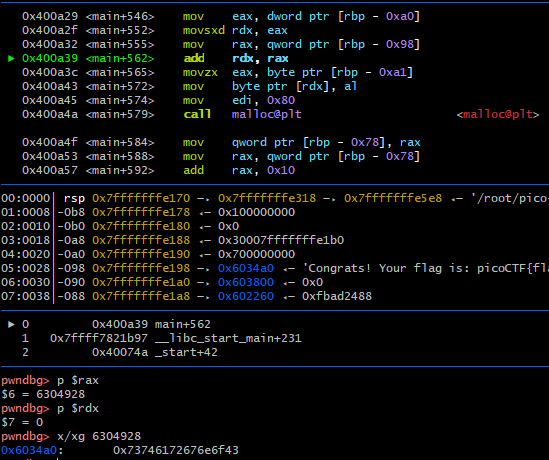 0x400a29 <main+546> mov eax, dword ptr [rbp - 0xa0]
0x400a2f <main+552> movsxd rdx, eax
0x400a32 <main+555> mov rax, qword ptr [rbp - 0x98]
► 0x400a39 <main+562> add rdx, rax
0x400a3c <main+565> movzx eax, byte ptr [rbp - 0xa1]
0x400a43 <main+572> mov byte ptr [rdx], al
0x400a45 <main+574> mov edi, 0x80
0x400a4a <main+579> call malloc@plt <malloc@plt>
0x400a4f <main+584> mov qword ptr [rbp - 0x78], rax
0x400a53 <main+588> mov rax, qword ptr [rbp - 0x78]
0x400a57 <main+592> add rax, 0x10
00:0000│ rsp 0x7fffffffe170 —▸ 0x7fffffffe318 —▸ 0x7fffffffe5e8 ◂— '/root/pico
01:0008│-0b8 0x7fffffffe178 ◂— 0x100000000
02:0010│-0b0 0x7fffffffe180 ◂— 0x0
03:0018│-0a8 0x7fffffffe188 ◂— 0x30007fffffffe1b0
04:0020│-0a0 0x7fffffffe190 ◂— 0x700000000
05:0028│-098 0x7fffffffe198 —▸ 0x6034a0 ◂— 'Congrats! Your flag is: picoCTF{fla
06:0030│-090 0x7fffffffe1a0 —▸ 0x603800 ◂— 0x0
07:0038│-088 0x7fffffffe1a8 —▸ 0x602260 ◂— 0xfbad2488
► 0 0x400a39 main+562
1 0x7ffff7821b97 __libc_start_main+231
2 0x40074a _start+42
pwndbg> p $rax
$6 = 6304928
pwndbg> p $rdx
$7 = 0
pwndbg> x/xg 6304928
0x6034a0: 0x73746172676e6f43